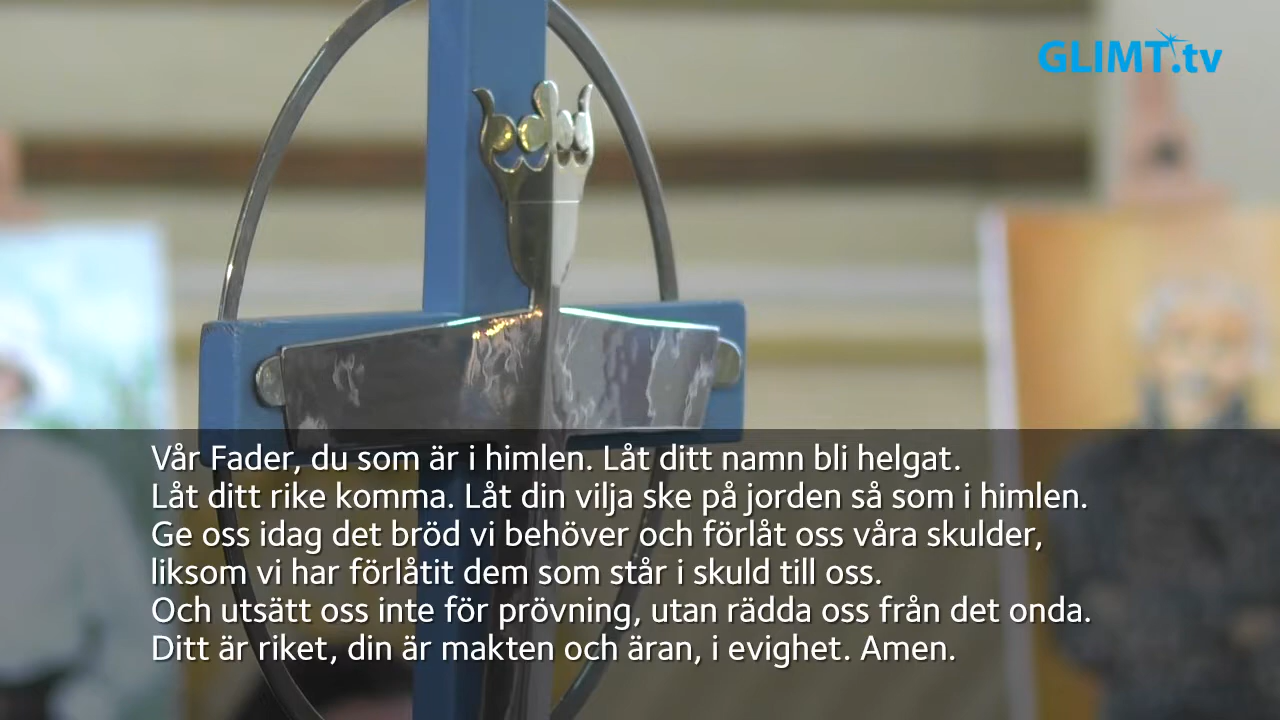 GLIMT.tv
Vår Fader, du som är i himlen. Låt ditt namn bli helgat.
Låt ditt rike komma. Låt din vilja ske på jorden så som i himlen.
Ge oss idag det bröd vi behöver och förlåt oss våra skulder,
liksom vi har förlåtit dem som står i skuld till oss.
Och utsätt oss inte för prövning, utan rädda oss från det onda.
Ditt är riket, din är makten och äran, i evighet. Amen.